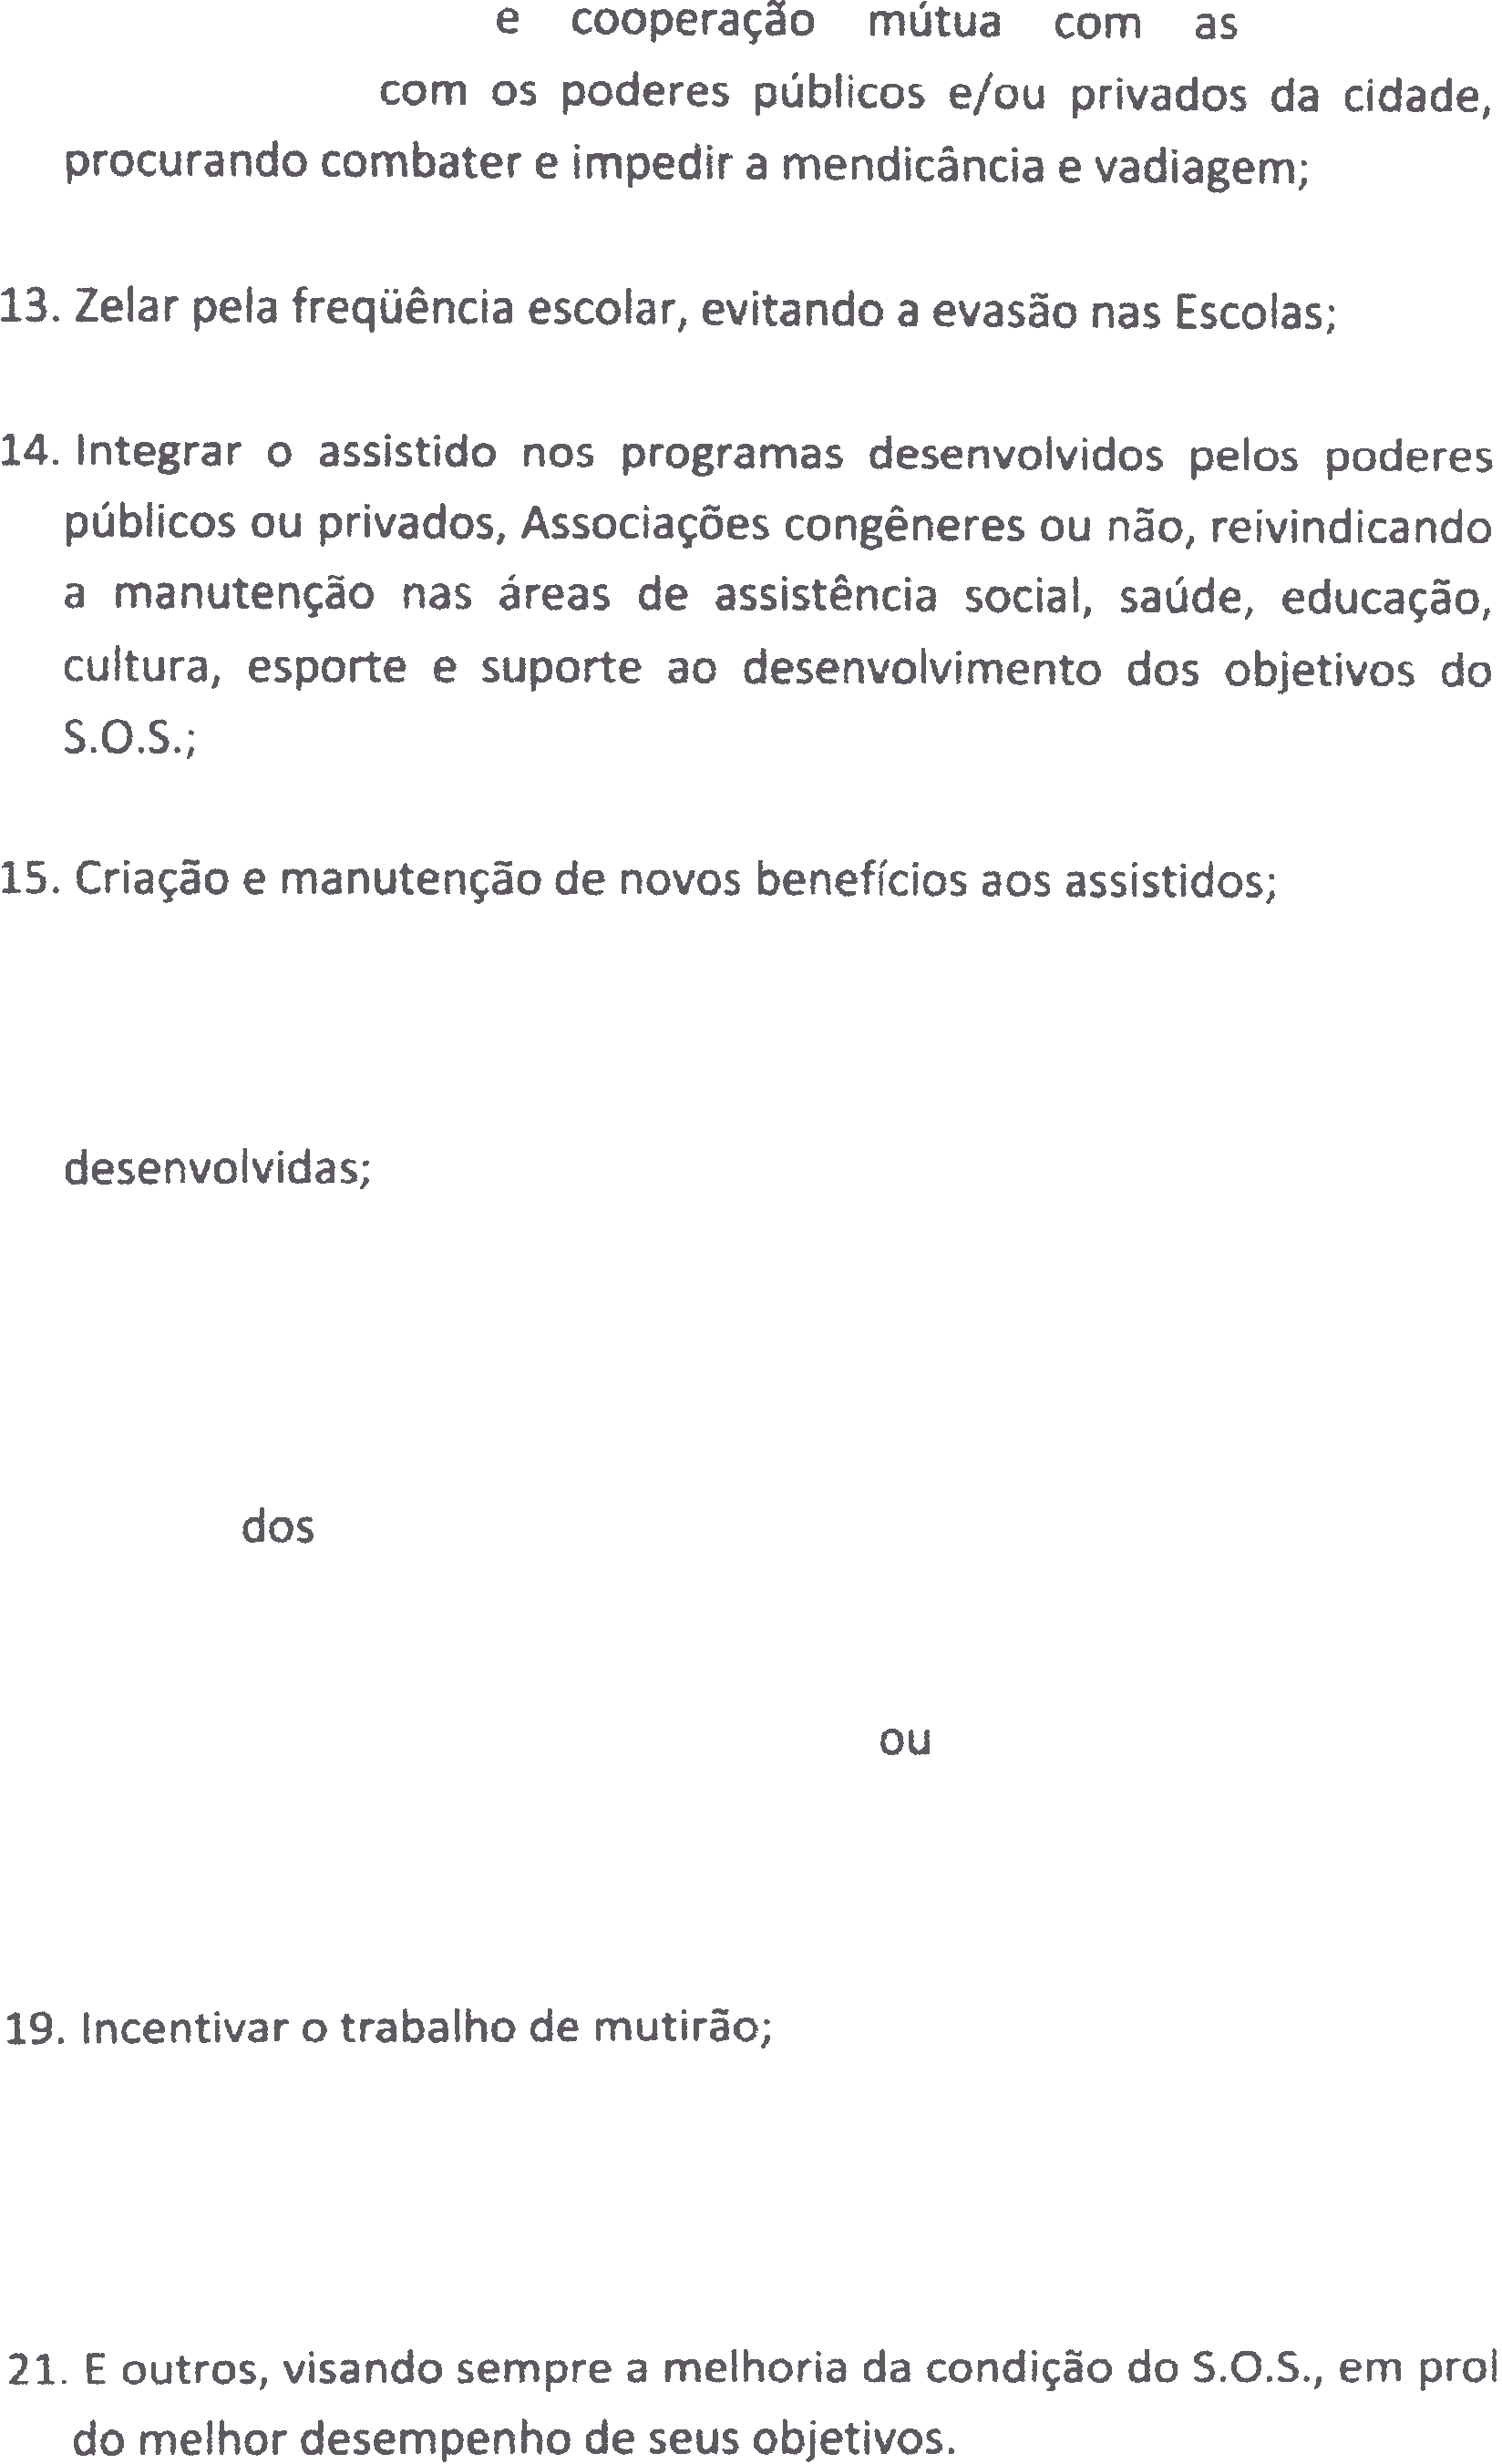 e cooperação mútua com as
com os poderes públicos e/ou privados da cidade,
procurando combater e impedir a mendicância e vadiagem;
13. Zelar pela freqüência escolar, evitando a evasão nas Escolas;
14. Integrar o assistido nos programas desenvolvidos pelos poderes
públicos ou privados, Associações congêneres ou não, reivindicando
a manutenção nas áreas de assistência social, saúde, educação,
cultura, esporte e suporte ao desenvolvimento dos objetivos do
S.O.S.;
15. Criação e manutenção de novos benefícios aos assistidos;
desenvolvidas;
dos
ou
19. Incentivar o trabalho de mutirão;
21. E outros, visando sempre a melhoria da condição do S.O.S., em prol
do melhor desempenho de seus objetivos.